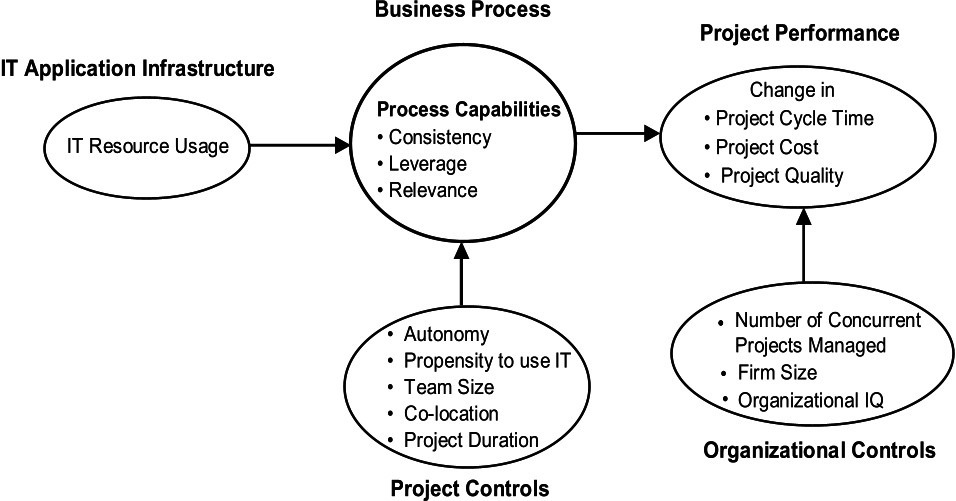 Business Process
Project Performance
IT Application Infrastructure
IT Resource Usage
Process Capabilities
• Consistency
• Leverage
• Relevance
Change in
• Project Cycle Time
• Project Cost
• Project Quality
• Autonomy
• Propensity to use IT
• Team Size
• Co-location
• Project Duration
Project Controls
• Number of Concurrent
Projects Managed
• Firm Size
• Organizational IQ
Organizational Controls